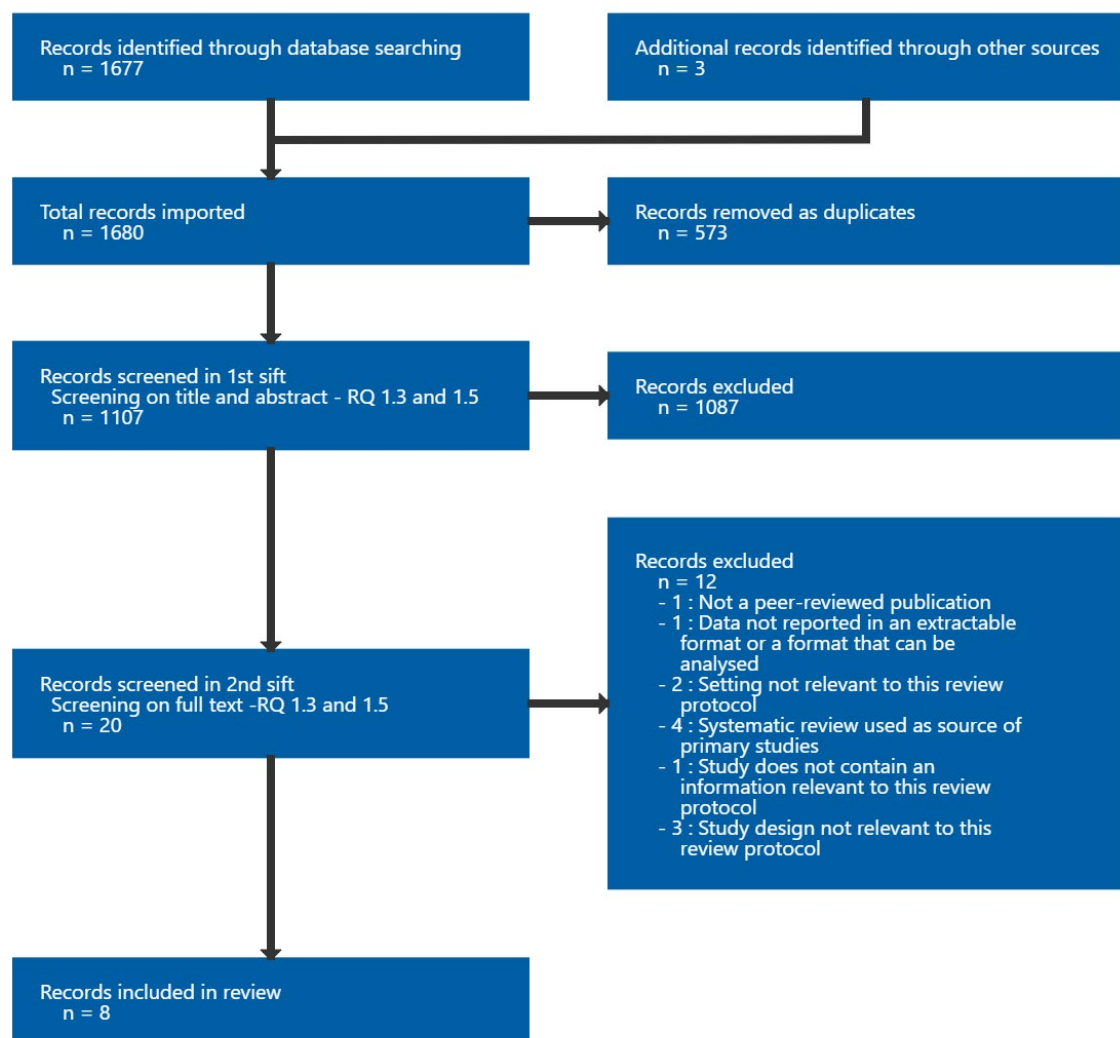 Records identified through database searching
n = 1677
Additional records identified through other sources
n = 3
Total records imported
n = 1680
Records removed as duplicates
n = 573
Records screened in 1st sift
Screening on title and abstract - RQ 1.3 and 1.5
n = 1107
Records excluded
n = 1087
Records screened in 2nd sift
Screening on full text -RQ 1.3 and 1.5
n = 20
Records excluded
n = 12
- 1 : Not a peer-reviewed publication
- 1 : Data not reported in an extractable
format or a format that can be
analysed
- 2 : Setting not relevant to this review
protocol
- 4 : Systematic review used as source of
primary studies
- 1 : Study does not contain an
information relevant to this review
protocol
- 3 : Study design not relevant to this
review protocol
Records included in review
n = 8